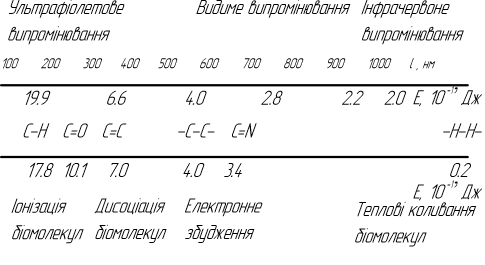 Ультрафіолетове Видиме випромінювання Інфрачервоне
випромінювання випромінювання
100 200 300 400 500 600 700 800 900 1000 l , нм
19.9 6.6 4.0 2.8 2.2 2.0 E, 10⁻¹⁹ Дж
С–Н С=О С=С –С–С– С=N –Н–Н–
17.8 10.1 7.0 4.0 3.4 0.2
E, 10⁻¹⁹ Дж
Іонізація Дисоціація Електронне Теплові коливання
біомолекул біомолекул збудження біомолекул